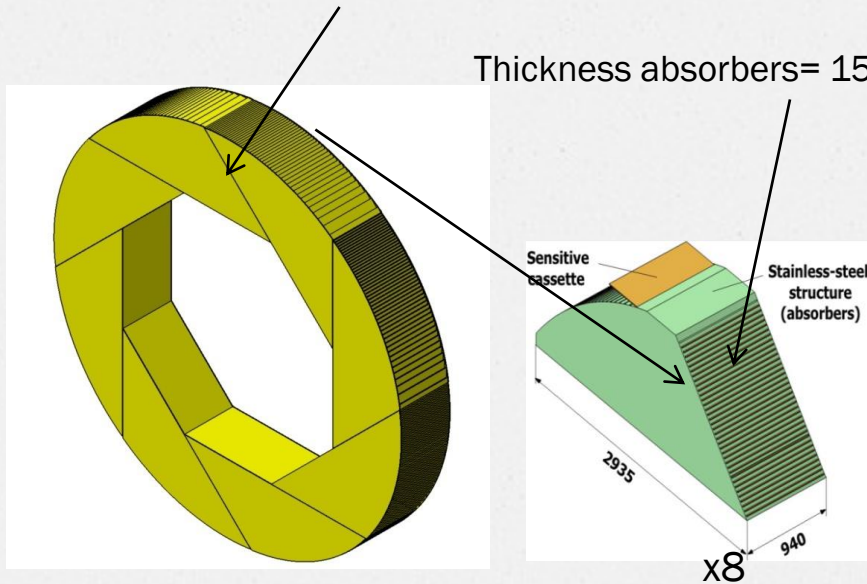 Thickness absorbers= 15
Sensitive
cassette
Stainless-steel
structure
(absorbers)
2935
940
x8